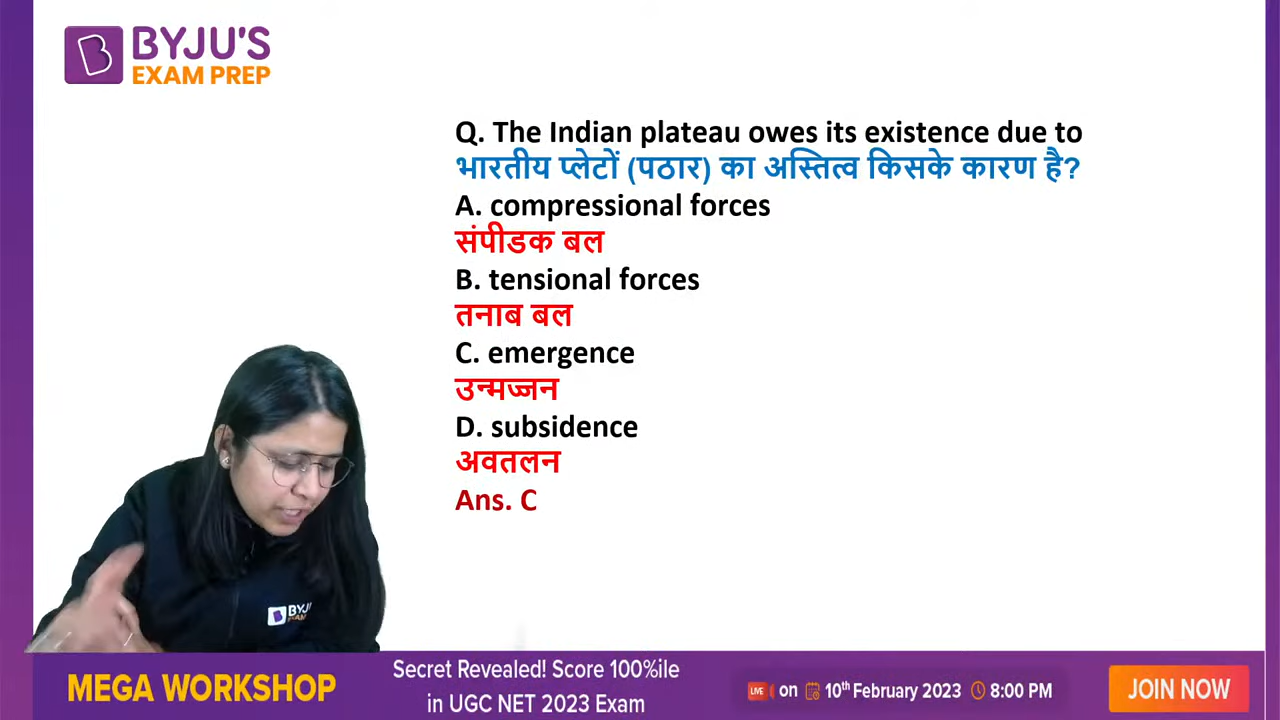 BYJU'S
EXAM PREP
Q. The Indian plateau owes its existence due to
भारतीय प्लेटों (पठार) का अस्तित्व किसके कारण है?
A. compressional forces
संपीडक बल
B. tensional forces
तनाब बल
C. emergence
उन्मज्जन
D. subsidence
अवतलन
Ans. C
MEGA WORKSHOP
Secret Revealed! Score 100%ile
in UGC NET 2023 Exam
LIVE on 10th February 2023 8:00 PM
JOIN NOW